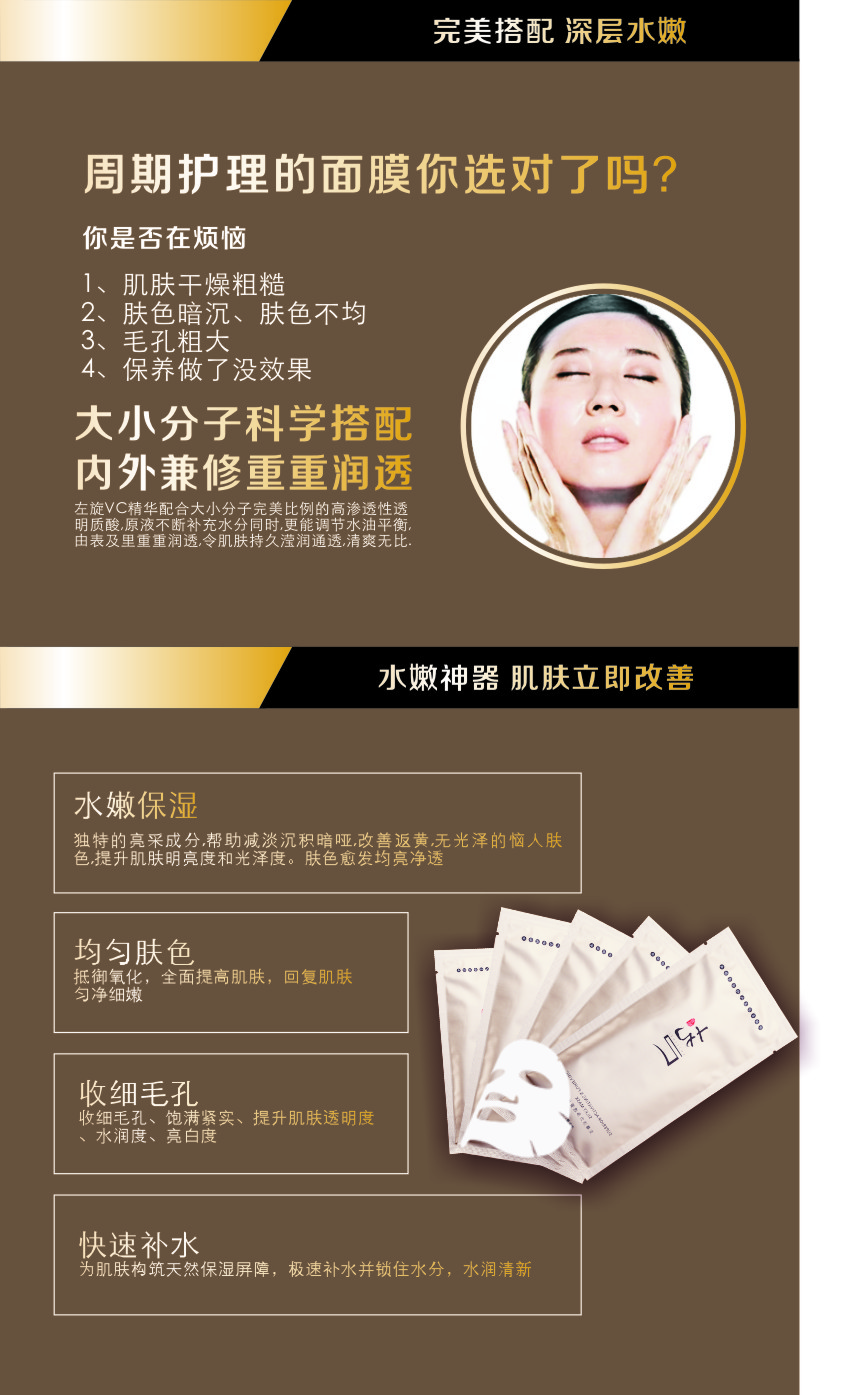 完美搭配 深层水嫩
周期护理的面膜你选对了吗?
你是否在烦恼
1、肌肤干燥粗糙
2、肤色暗沉、肤色不均
3、毛孔粗大
4、保养做了没效果
大小分子科学搭配
内外兼修重重润透
左旋VC精华配合大小分子完美比例的高渗透性透
明质酸,原液不断补充水分同时,更能调节水油平衡,
由表及里重重润透,令肌肤持久滢润通透,清爽无比.
水嫩神器 肌肤立即改善
水嫩保湿
独特的亮采成分,帮助减淡沉积暗哑,改善返黄,无光泽的恼人肤
色,提升肌肤明亮度和光泽度。肤色愈发均亮净透
均匀肤色
抵御氧化，全面提高肌肤，回复肌肤
匀净细嫩
收细毛孔
收细毛孔、饱满紧实、提升肌肤透明度
、水润度、亮白度
快速补水
为肌肤构筑天然保湿屏障，极速补水并锁住水分，水润清新